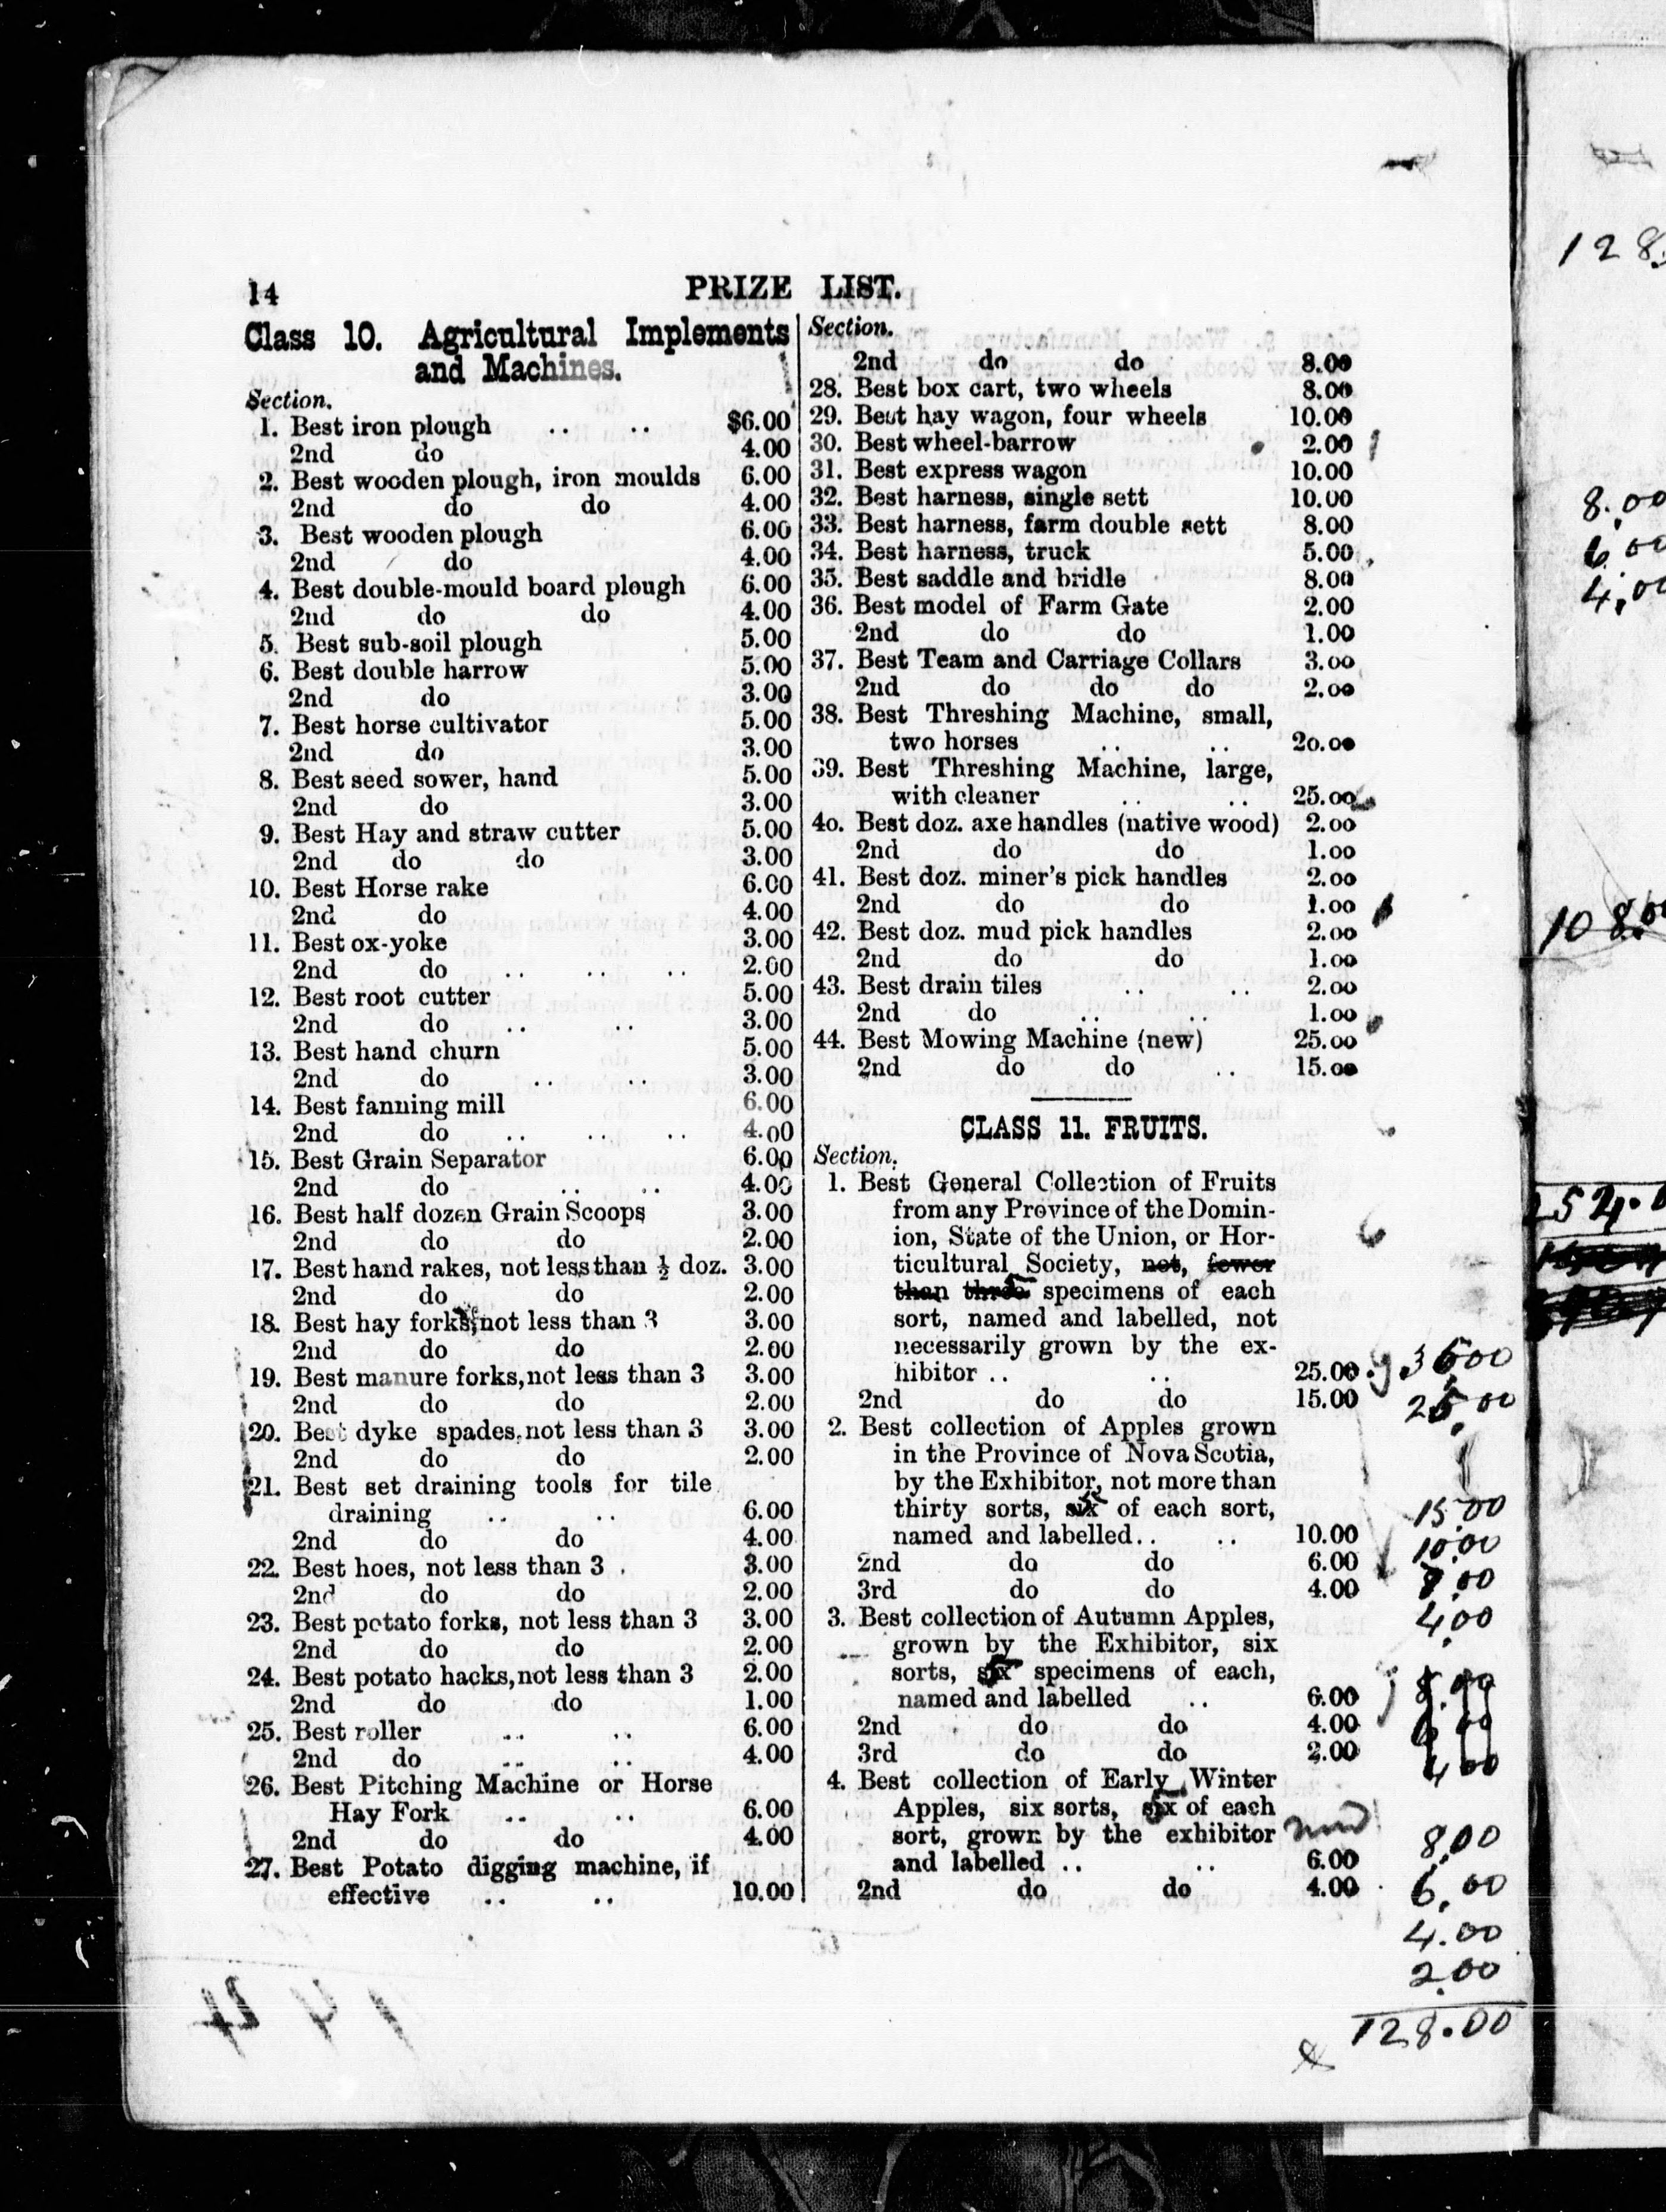 14 PRIZE LIST.
Class 10. Agricultural Implements
and Machines.
Section.
1. Best iron plough .. .. $6.00
2nd do 4.00
2. Best wooden plough, iron moulds 6.00
2nd do do 4.00
3. Best wooden plough 6.00
2nd do 4.00
4. Best double-mould board plough 6.00
2nd do do 4.00
5. Best sub-soil plough 5.00
6. Best double harrow 5.00
2nd do 3.00
7. Best horse cultivator 5.00
2nd do 3.00
8. Best seed sower, hand 5.00
2nd do 3.00
9. Best Hay and straw cutter 5.00
2nd do do 3.00
10. Best Horse rake 6.00
2nd do 4.00
11. Best ox-yoke 3.00
2nd do .. .. .. 2.00
12. Best root cutter 5.00
2nd do .. .. 3.00
13. Best hand churn 5.00
2nd do .. .. 3.00
14. Best fanning mill 6.00
2nd do .. .. .. 4.00
15. Best Grain Separator 6.00
2nd do .. .. 4.00
16. Best half dozen Grain Scoops 3.00
2nd do do 2.00
17. Best hand rakes, not less than ½ doz. 3.00
2nd do do 2.00
18. Best hay forks, not less than 3 3.00
2nd do do 2.00
19. Best manure forks, not less than 3 3.00
2nd do do 2.00
20. Best dyke spades, not less than 3 3.00
2nd do do 2.00
21. Best set draining tools for tile
draining .. .. 6.00
2nd do do 4.00
22. Best hoes, not less than 3 . 3.00
2nd do do 2.00
23. Best potato forks, not less than 3 3.00
2nd do do 2.00
24. Best potato hacks, not less than 3 2.00
2nd do do 1.00
25. Best roller .. .. 6.00
2nd do .. .. 4.00
26. Best Pitching Machine or Horse
Hay Fork .. .. 6.00
2nd do do 4.00
27. Best Potato digging machine, if
effective .. .. 10.00
Section.
2nd do do 8.00
28. Best box cart, two wheels 8.00
29. Best hay wagon, four wheels 10.00
30. Best wheel-barrow 2.00
31. Best express wagon 10.00
32. Best harness, single sett 10.00
33. Best harness, farm double sett 8.00
34. Best harness, truck 5.00
35. Best saddle and bridle 8.00
36. Best model of Farm Gate 2.00
2nd do do 1.00
37. Best Team and Carriage Collars 3.00
2nd do do do 2.00
38. Best Threshing Machine, small,
two horses .. .. 20.00
39. Best Threshing Machine, large,
with cleaner .. .. 25.00
40. Best doz. axe handles (native wood) 2.00
2nd do do 1.00
41. Best doz. miner's pick handles 2.00
2nd do do 1.00
42. Best doz. mud pick handles 2.00
2nd do do 1.00
43. Best drain tiles .. .. 2.00
2nd do .. .. 1.00
44. Best Mowing Machine (new) 25.00
2nd do do .. 15.00
CLASS 11. FRUITS.
Section.
1. Best General Collection of Fruits
from any Province of the Domin-
ion, State of the Union, or Hor-
ticultural Society, not, fewer
than three 5 specimens of each
sort, named and labelled, not
necessarily grown by the ex-
hibitor .. .. 25.00 35.00
2nd do do 15.00 25.00
2. Best collection of Apples grown
in the Province of Nova Scotia,
by the Exhibitor, not more than
thirty sorts, six 5 of each sort, 15.00
named and labelled .. .. 10.00 10.00
2nd do do 6.00 8.00
3rd do do 4.00 4.00
3. Best collection of Autumn Apples,
grown by the Exhibitor, six
sorts, six 5 specimens of each, 8.00
named and labelled .. 6.00 6.00
2nd do do 4.00 4.00
3rd do do 2.00
4. Best collection of Early Winter
Apples, six sorts, six 5 of each
sort, grown by the exhibitor 8.00
and labelled .. .. 6.00
2nd do do 4.00 6.00
4.00
2.00
128.00
128.
8.00
6.00
4.00
108.00
254.0